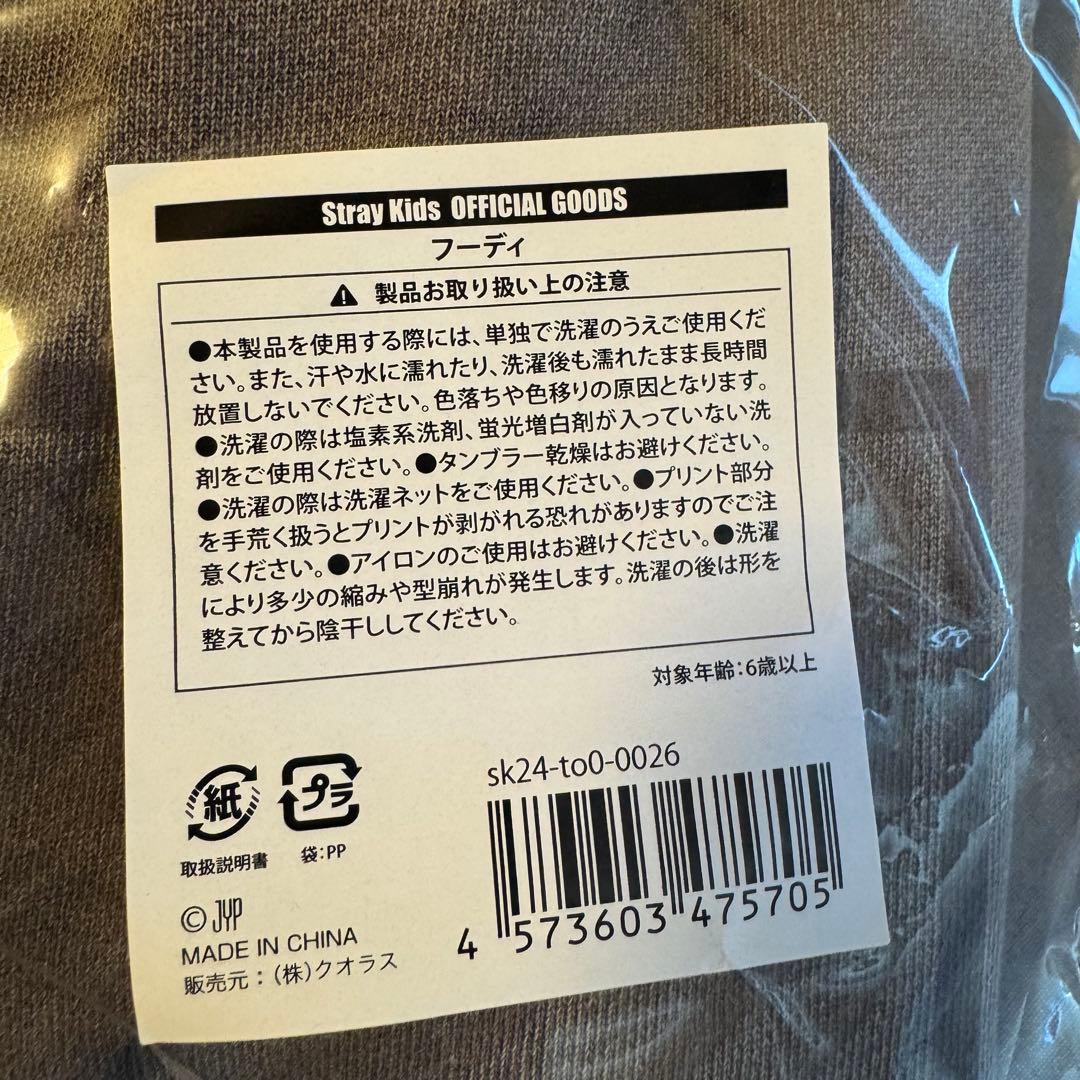 Stray Kids OFFICIAL GOODS
フーディ
製品お取り扱い上の注意
●本製品を使用する際には、単独で洗濯のうえご使用くだ
さい。また、汗や水に濡れたり、洗濯後も濡れたまま長時間
放置しないでください。色落ちや色移りの原因となります。
●洗濯の際は塩素系洗剤、蛍光増白剤が入っていない洗
剤をご使用ください。●タンブラー乾燥はお避けください。
●洗濯の際は洗濯ネットをご使用ください。●プリント部分
を手荒く扱うとプリントが剥がれる恐れがありますのでご注
意ください。●アイロンのご使用はお避けください。●洗濯
により多少の縮みや型崩れが発生します。洗濯の後は形を
整えてから陰干ししてください。
対象年齢:6歳以上
紙
取扱説明書
プラ
袋:PP
sk24-to0-0026
4 573603 475705
© JYP
MADE IN CHINA
販売元:(株)クオラス